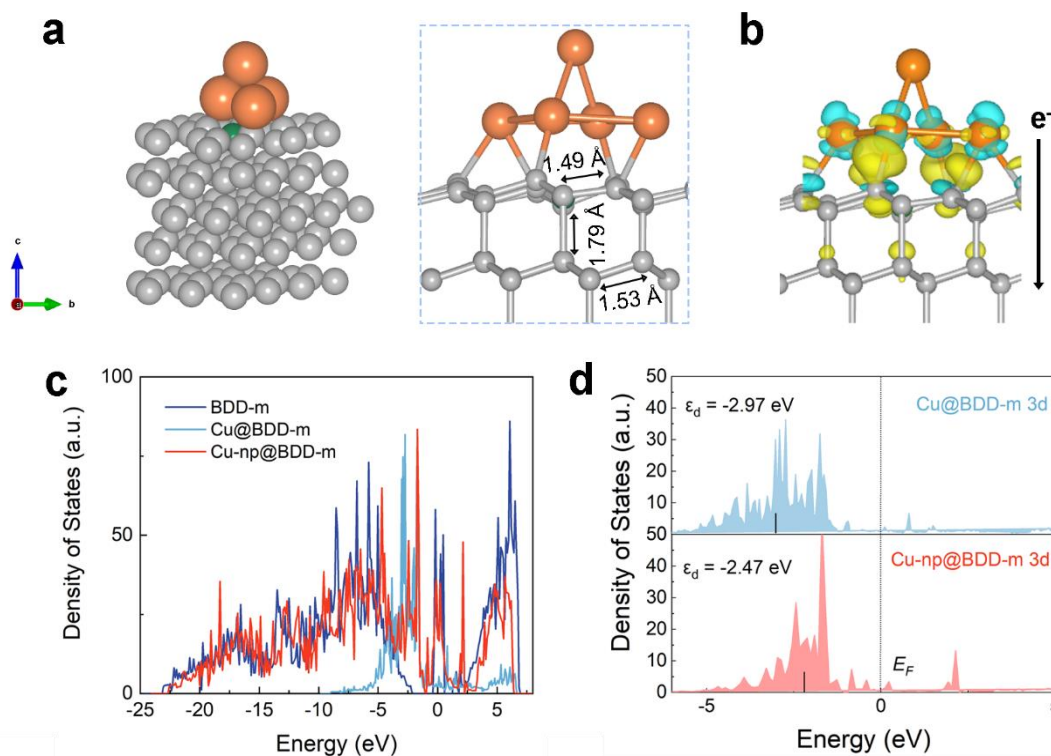 a
c
b
1.49 Å
1.79 Å
1.53 Å
b
e⁻
c
100
50
0
Density of States (a.u.)
BDD-m
Cu@BDD-m
Cu-np@BDD-m
-25 -20 -15 -10 -5 0 5
Energy (eV)
d
50
40
30
20
10
50
40
30
20
10
0
Density of States (a.u.)
ε_d = -2.97 eV
Cu@BDD-m 3d
ε_d = -2.47 eV
Cu-np@BDD-m 3d
E_F
-5 0 5
Energy (eV)